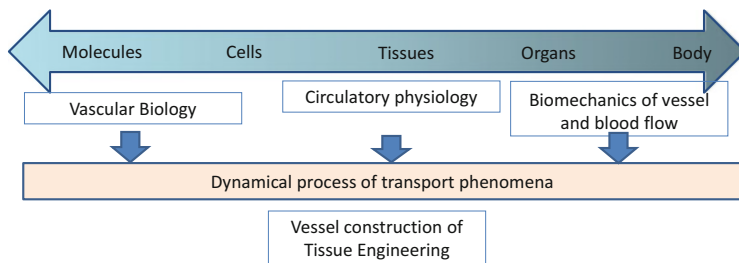 Molecules Cells Tissues Organs Body
Vascular Biology
Circulatory physiology
Biomechanics of vessel
and blood flow
Dynamical process of transport phenomena
Vessel construction of
Tissue Engineering